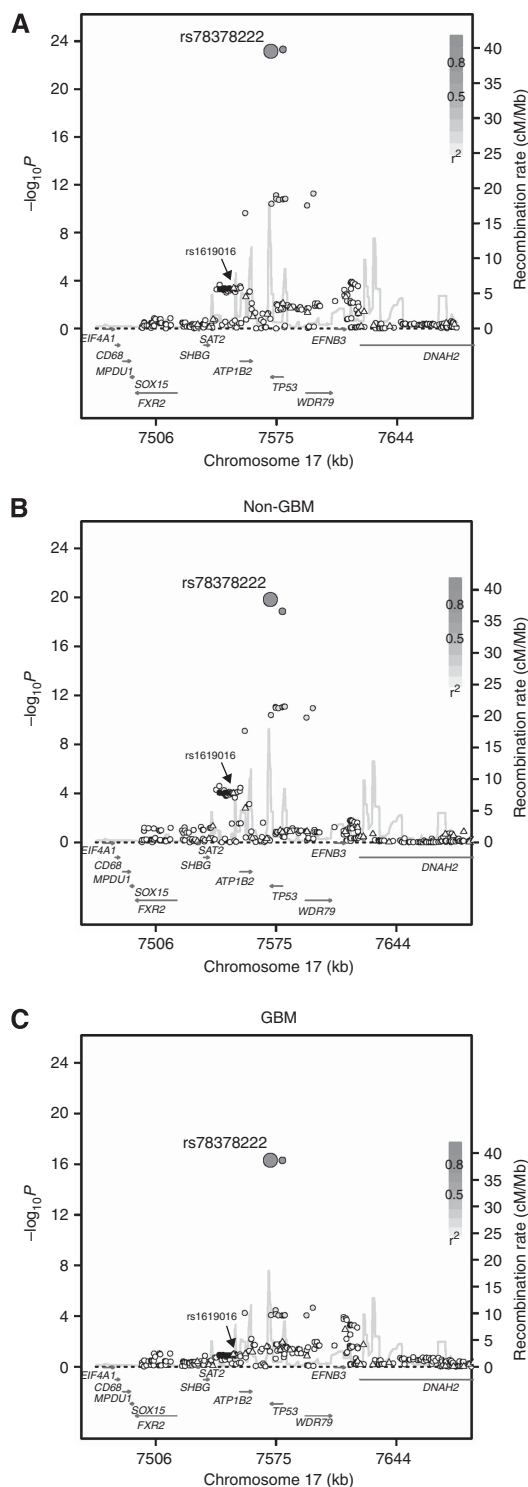 A
rs78378222
24
20
16
12
8
4
0
–log10P
40
35
30
25
20
15
10
5
0
Recombination rate (cM/Mb)
0.8
0.5
r2
rs1619016
EIF4A1
SAT2
EFNB3
CD68
SHBG
ATP1B2
DNAH2
MPDU1
SOX15
TP53
FXR2
WDR79
7506 7575 7644
Chromosome 17 (kb)
B
Non-GBM
rs78378222
24
20
16
12
8
4
0
–log10P
40
35
30
25
20
15
10
5
0
Recombination rate (cM/Mb)
0.8
0.5
r2
rs1619016
EIF4A1
SAT2
EFNB3
CD68
SHBG
ATP1B2
DNAH2
MPDU1
SOX15
TP53
FXR2
WDR79
7506 7575 7644
Chromosome 17 (kb)
C
GBM
rs78378222
24
20
16
12
8
4
0
–log10P
40
35
30
25
20
15
10
5
0
Recombination rate (cM/Mb)
0.8
0.5
r2
rs1619016
EIF4A1
SAT2
EFNB3
CD68
SHBG
ATP1B2
DNAH2
MPDU1
SOX15
TP53
FXR2
WDR79
7506 7575 7644
Chromosome 17 (kb)